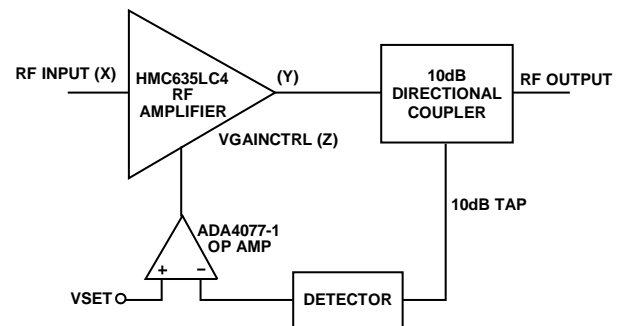 RF INPUT (X)
HMC635LC4
RF
AMPLIFIER
(Y)
10dB
DIRECTIONAL
COUPLER
RF OUTPUT
VGAINCTRL (Z)
10dB TAP
ADA4077-1
OP AMP
+
–
VSET
DETECTOR